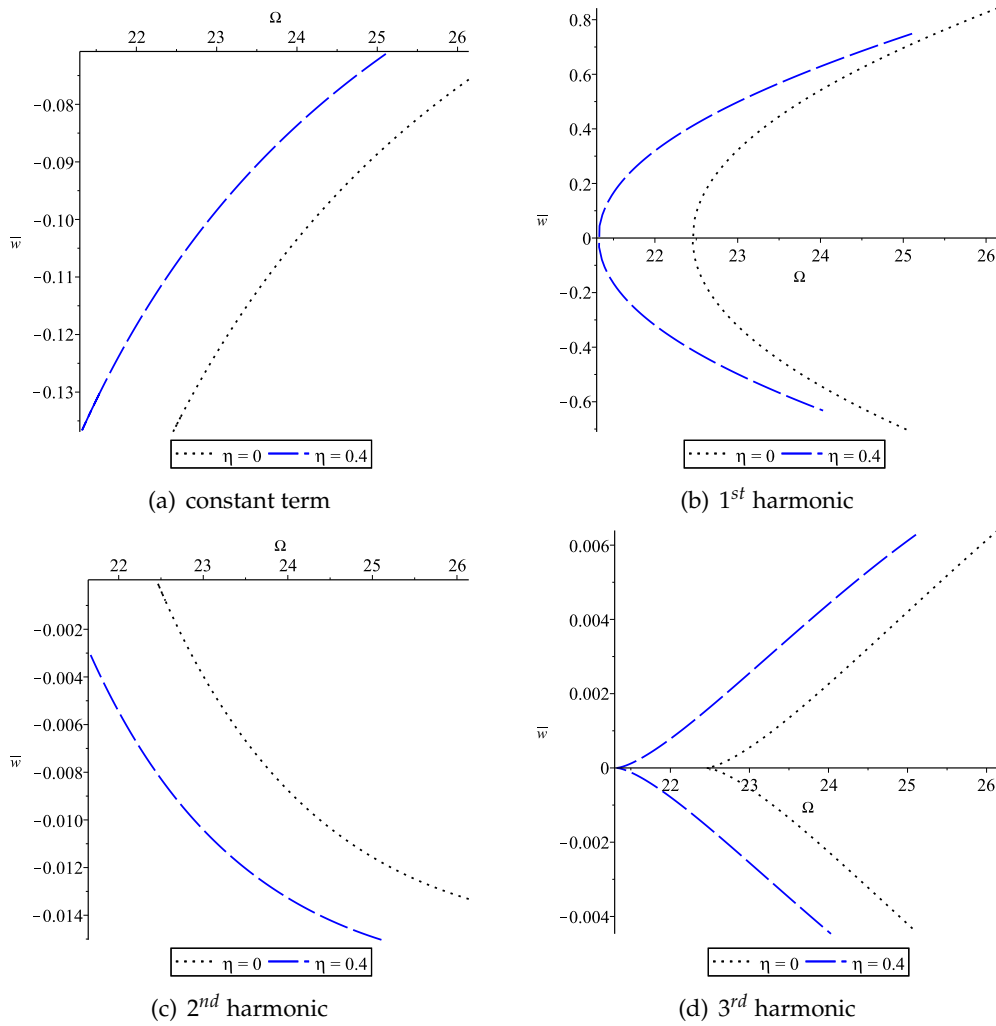 Ω
22 23 24 25 26
−0.08
−0.09
−0.10
w
−0.11
−0.12
−0.13
η = 0 η = 0.4
(a) constant term
0.8
0.6
0.4
0.2
w
0
22 23 24 25 26
Ω
−0.2
−0.4
−0.6
η = 0 η = 0.4
(b) 1st harmonic
Ω
22 23 24 25 26
−0.002
−0.004
−0.006
w
−0.008
−0.010
−0.012
−0.014
η = 0 η = 0.4
(c) 2nd harmonic
0.006
0.004
0.002
w
0
22 23 24 25 26
Ω
−0.002
−0.004
η = 0 η = 0.4
(d) 3rd harmonic